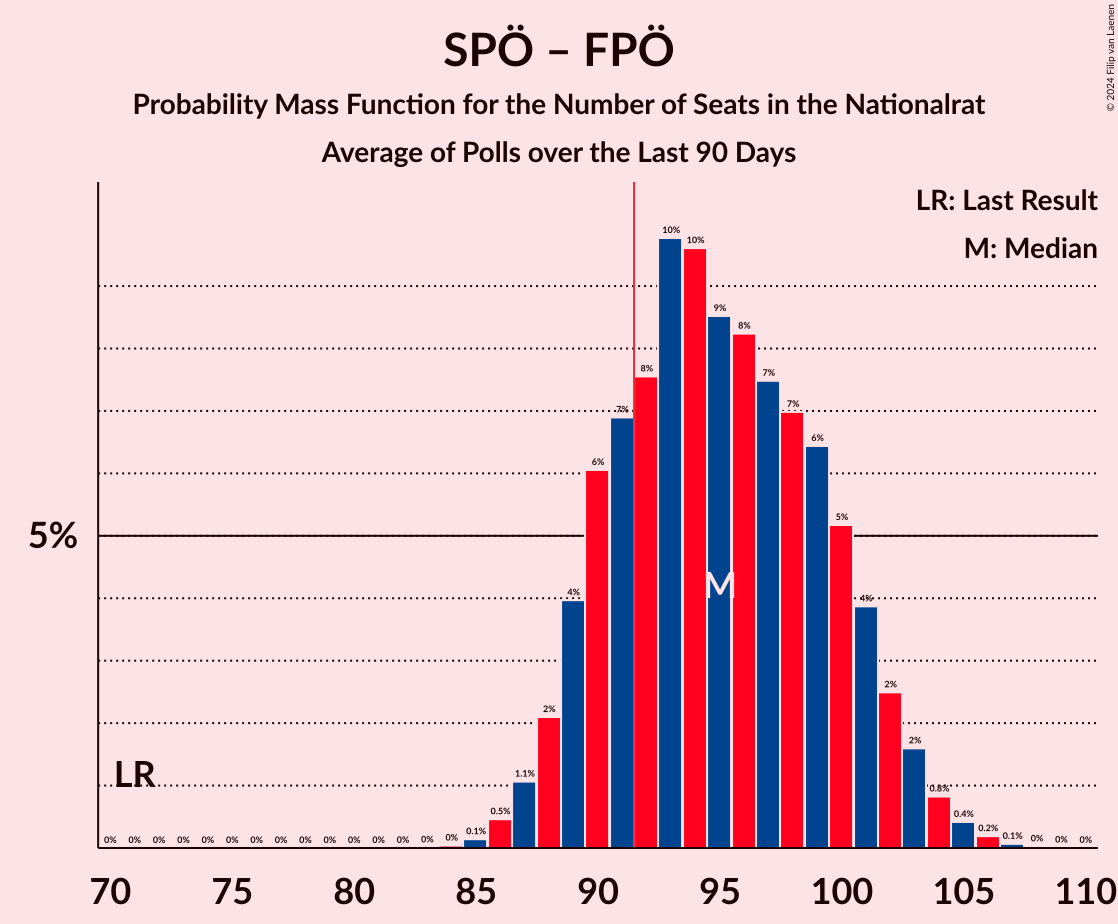 SPÖ – FPÖ
Probability Mass Function for the Number of Seats in the Nationalrat
Average of Polls over the Last 90 Days
© 2024 Filip van Laenen
LR: Last Result
M: Median
10%
10%
9%
8%
8%
7%
7%
7%
6%
6%
5%
5%
4%
4%
M
2%
2%
2%
LR
1.1%
0.8%
0.5%
0.4%
0.2%
0.1%
0.1%
0% 0% 0% 0% 0% 0% 0% 0% 0% 0% 0% 0% 0% 0% 0% 0% 0% 0%
70 75 80 85 90 95 100 105 110